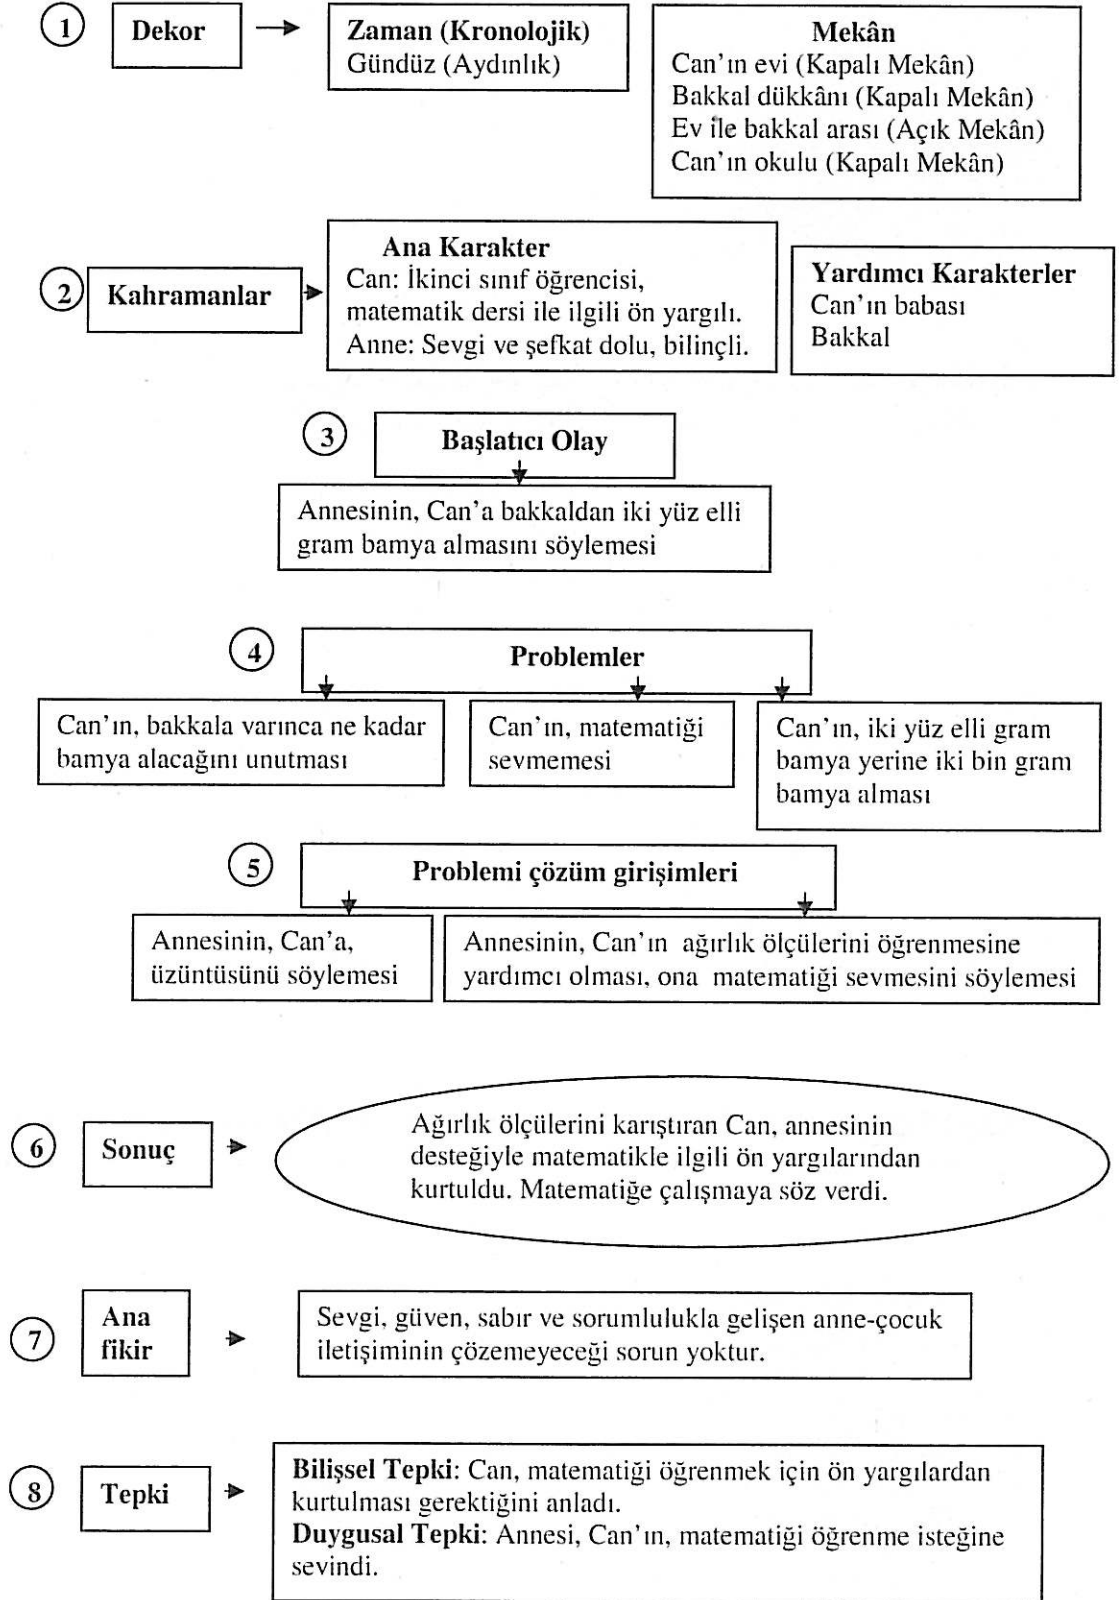 1
Dekor
Zaman (Kronolojik)
Gündüz (Aydınlık)
Mekân
Can'ın evi (Kapalı Mekân)
Bakkal dükkânı (Kapalı Mekân)
Ev ile bakkal arası (Açık Mekân)
Can'ın okulu (Kapalı Mekân)
2
Kahramanlar
Ana Karakter
Can: İkinci sınıf öğrencisi,
matematik dersi ile ilgili ön yargılı.
Anne: Sevgi ve şefkat dolu, bilinçli.
Yardımcı Karakterler
Can'ın babası
Bakkal
3
Başlatıcı Olay
Annesinin, Can'a bakkaldan iki yüz elli
gram bamya almasını söylemesi
4
Problemler
Can'ın, bakkala varınca ne kadar
bamya alacağını unutması
Can'ın, matematiği
sevmemesi
Can'ın, iki yüz elli gram
bamya yerine iki bin gram
bamya alması
5
Problemi çözüm girişimleri
Annesinin, Can'a,
üzüntüsünü söylemesi
Annesinin, Can'ın ağırlık ölçülerini öğrenmesine
yardımcı olması, ona matematiği sevmesini söylemesi
6
Sonuç
Ağırlık ölçülerini karıştıran Can, annesinin
desteğiyle matematikle ilgili ön yargılarından
kurtuldu. Matematiğe çalışmaya söz verdi.
7
Ana
fikir
Sevgi, güven, sabır ve sorumlulukla gelişen anne-çocuk
iletişiminin çözemeyeceği sorun yoktur.
8
Tepki
Bilişsel Tepki: Can, matematiği öğrenmek için ön yargılardan
kurtulması gerektiğini anladı.
Duygusal Tepki: Annesi, Can'ın, matematiği öğrenme isteğine
sevindi.